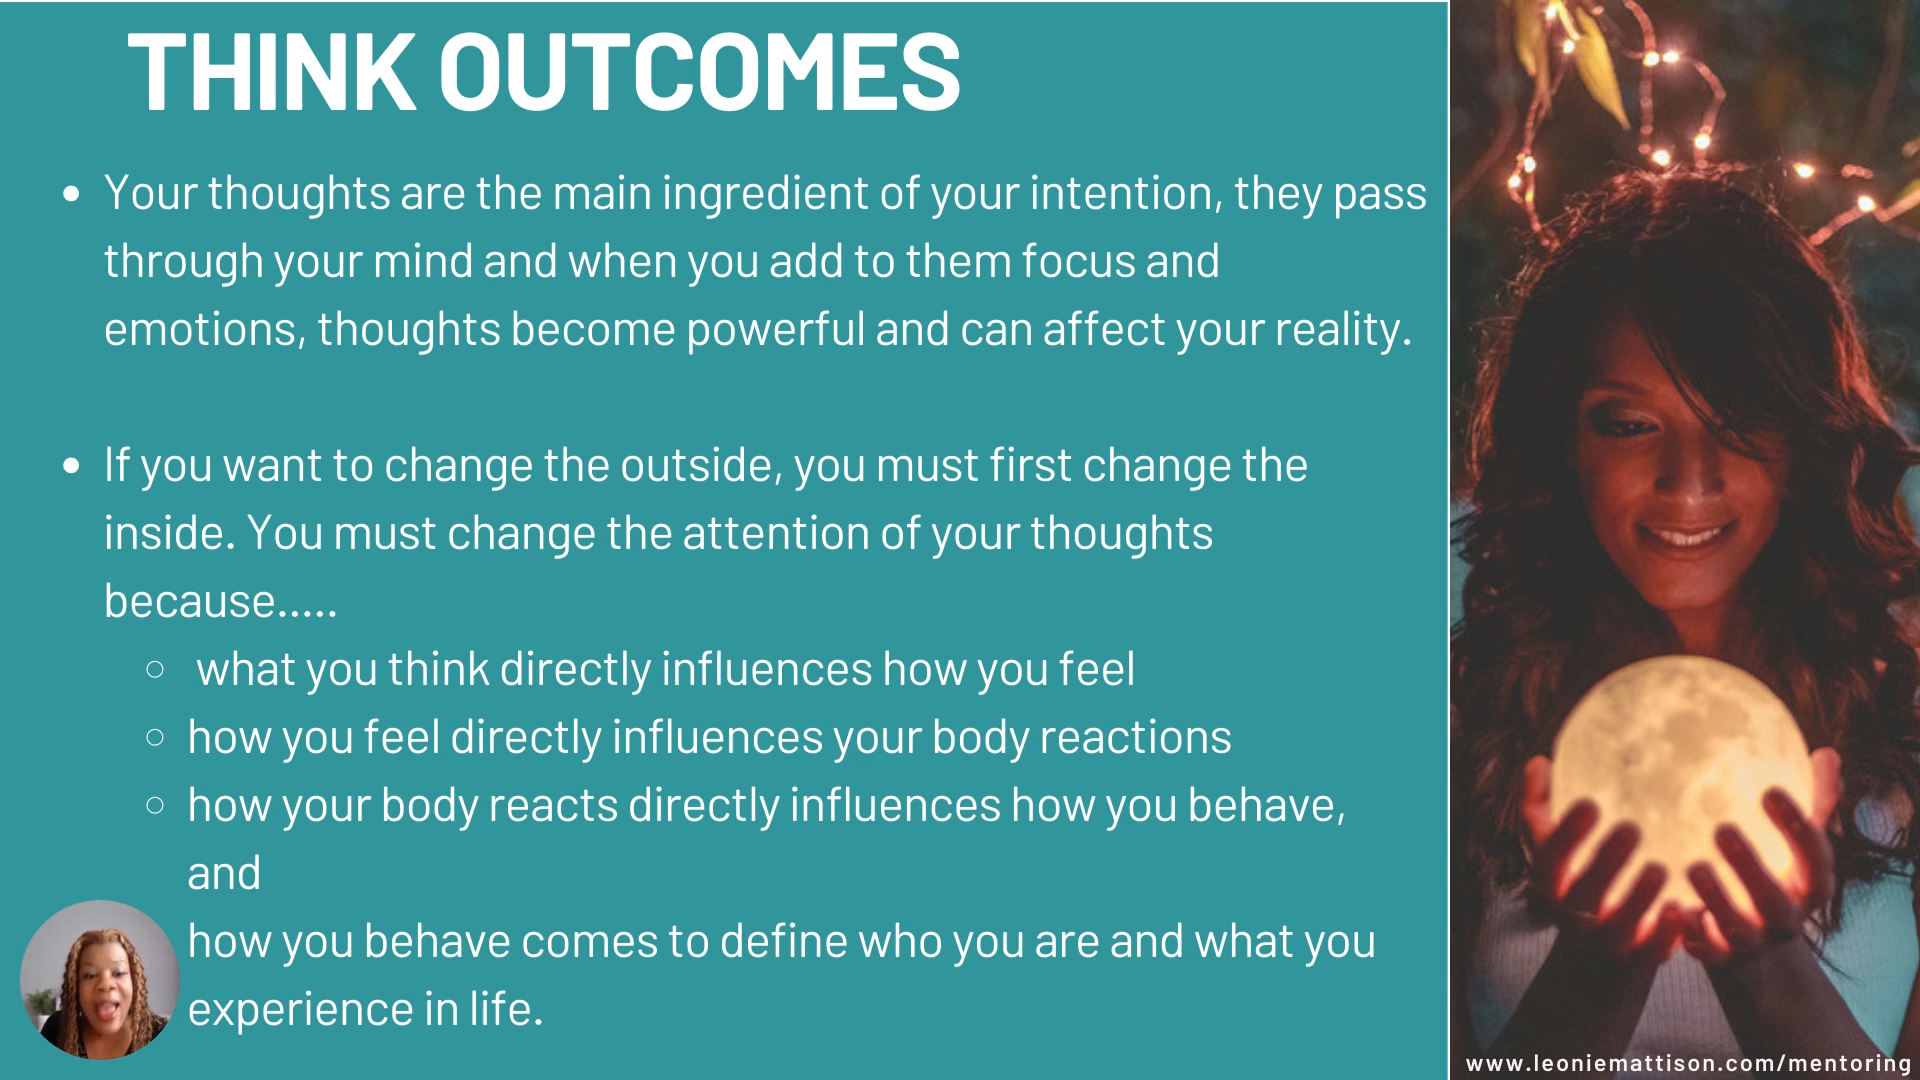 THINK OUTCOMES
Your thoughts are the main ingredient of your intention, they pass
through your mind and when you add to them focus and
emotions, thoughts become powerful and can affect your reality.
If you want to change the outside, you must first change the
inside. You must change the attention of your thoughts
because.....
what you think directly influences how you feel
how you feel directly influences your body reactions
how your body reacts directly influences how you behave,
and
how you behave comes to define who you are and what you
experience in life.
www.leoniemattison.com/mentoring